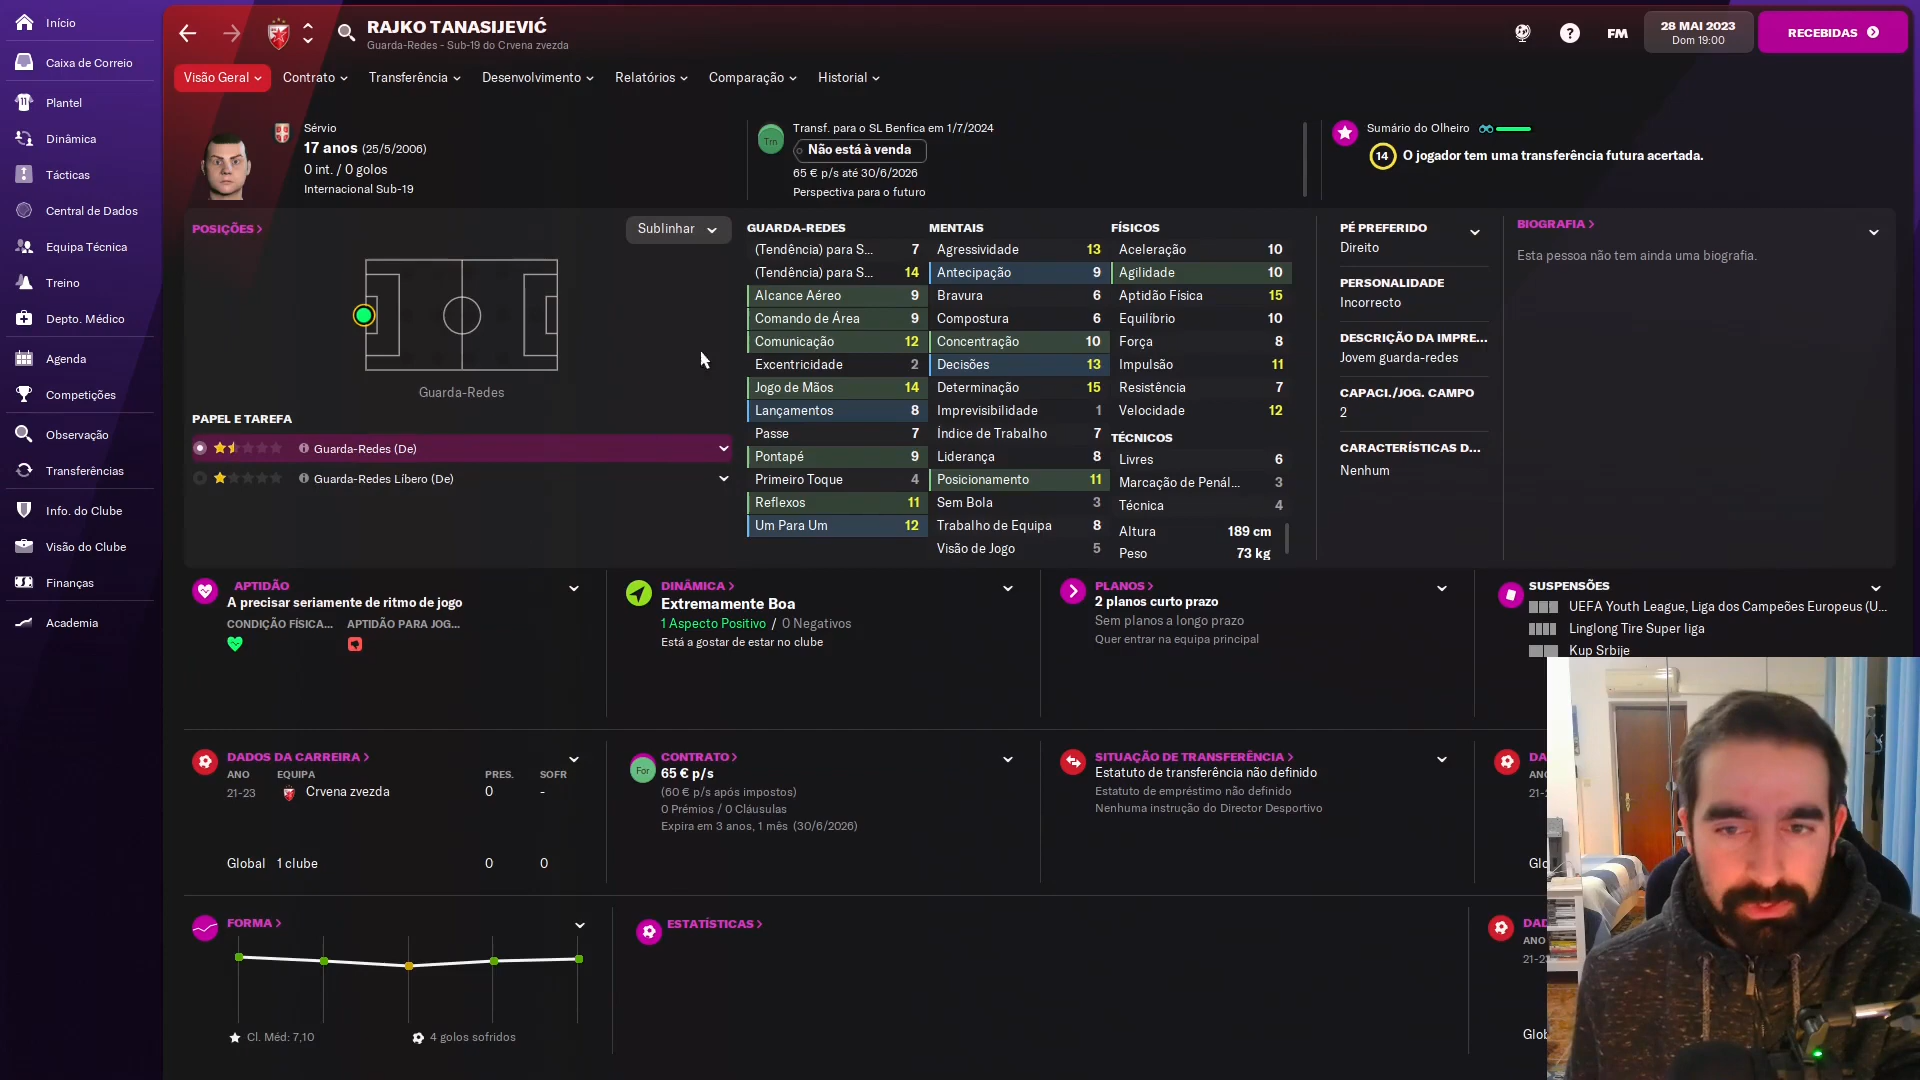 Início
Caixa de Correio
Plantel
Dinâmica
Tácticas
Central de Dados
Equipa Técnica
Treino
Depto. Médico
Agenda
Competições
Observação
Transferências
Info. do Clube
Visão do Clube
Finanças
Academia
RAJKO TANASIJEVIĆ
Guarda-Redes - Sub-19 do Crvena zvezda
?
FM
28 MAI 2023
Dom 19:00
RECEBIDAS
Visão Geral
Contrato
Transferência
Desenvolvimento
Relatórios
Comparação
Historial
Sérvio
17 anos (25/5/2006)
0 int. / 0 golos
Internacional Sub-19
Trn
Transf. para o SL Benfica em 1/7/2024
Não está à venda
65 € p/s até 30/6/2026
Perspectiva para o futuro
Sumário do Olheiro
14 O jogador tem uma transferência futura acertada.
POSIÇÕES >
Sublinhar
Guarda-Redes
PAPEL E TAREFA
Guarda-Redes (De)
Guarda-Redes Líbero (De)
GUARDA-REDES
(Tendência) para S... 7
(Tendência) para S... 14
Alcance Aéreo 9
Comando de Área 9
Comunicação 12
Excentricidade 2
Jogo de Mãos 14
Lançamentos 8
Passe 7
Pontapé 9
Primeiro Toque 4
Reflexos 11
Um Para Um 12
MENTAIS
Agressividade 13
Antecipação 9
Bravura 6
Compostura 6
Concentração 10
Decisões 13
Determinação 15
Imprevisibilidade 1
Índice de Trabalho 7
Liderança 8
Posicionamento 11
Sem Bola 3
Trabalho de Equipa 8
Visão de Jogo 5
FÍSICOS
Aceleração 10
Agilidade 10
Aptidão Física 15
Equilíbrio 10
Força 8
Impulsão 11
Resistência 7
Velocidade 12
TÉCNICOS
Livres 6
Marcação de Penál... 3
Técnica 4
Altura 189 cm
Peso 73 kg
PÉ PREFERIDO
Direito
PERSONALIDADE
Incorrecto
DESCRIÇÃO DA IMPRE...
Jovem guarda-redes
CAPACI./JOG. CAMPO
2
CARACTERÍSTICAS D...
Nenhum
BIOGRAFIA >
Esta pessoa não tem ainda uma biografia.
APTIDÃO
A precisar seriamente de ritmo de jogo
CONDIÇÃO FÍSICA... APTIDÃO PARA JOG...
DINÂMICA >
Extremamente Boa
1 Aspecto Positivo / 0 Negativos
Está a gostar de estar no clube
PLANOS >
2 planos curto prazo
Sem planos a longo prazo
Quer entrar na equipa principal
SUSPENSÕES
UEFA Youth League, Liga dos Campeões Europeus (U...
Linglong Tire Super liga
Kup Srbije
DADOS DA CARREIRA >
ANO EQUIPA PRES. SOFR
21-23 Crvena zvezda 0 -
Global 1 clube 0 0
For
CONTRATO >
65 € p/s
(60 € p/s após impostos)
0 Prémios / 0 Cláusulas
Expira em 3 anos, 1 mês (30/6/2026)
SITUAÇÃO DE TRANSFERÊNCIA >
Estatuto de transferência não definido
Estatuto de empréstimo não definido
Nenhuma instrução do Director Desportivo
FORMA >
Cl. Méd: 7,10
4 golos sofridos
ESTATÍSTICAS >
ANO